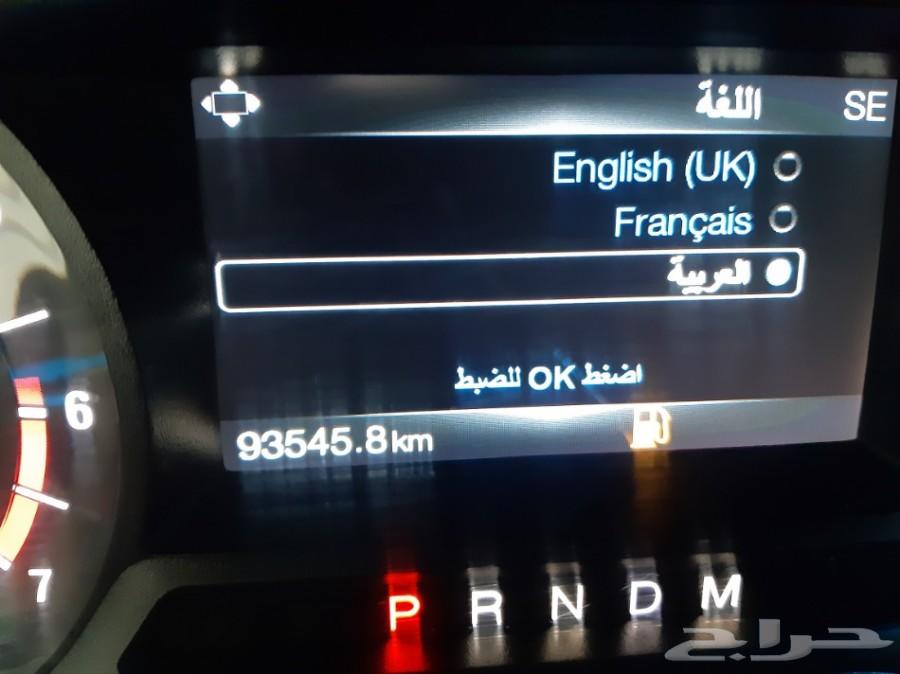 اللغة SE
English (UK)
Français
العربية
اضغط OK للضبط
93545.8 km
6
7
P R N D M
حراج